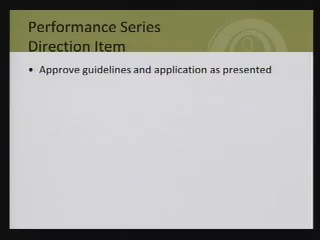 Performance Series
Direction Item
• Approve guidelines and application as presented